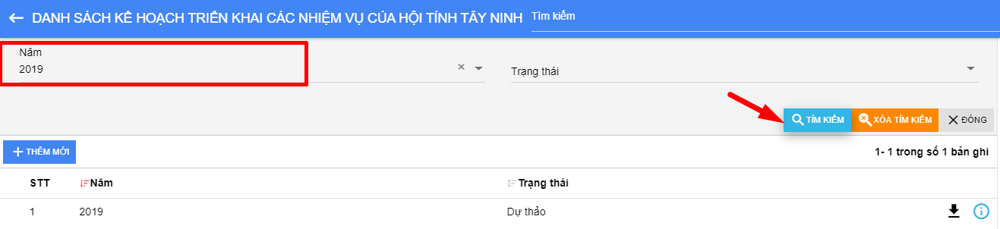 DANH SÁCH KẾ HOẠCH TRIỂN KHAI CÁC NHIỆM VỤ CỦA HỘI TÍNH TÂY NINH Tìm kiếm
Năm
2019
Trạng thái
TÌM KIẾM XÓA TÌM KIẾM ĐÓNG
THÊM MỚI 1- 1 trong số 1 bản ghi
STT Năm Trạng thái
1 2019 Dự thảo